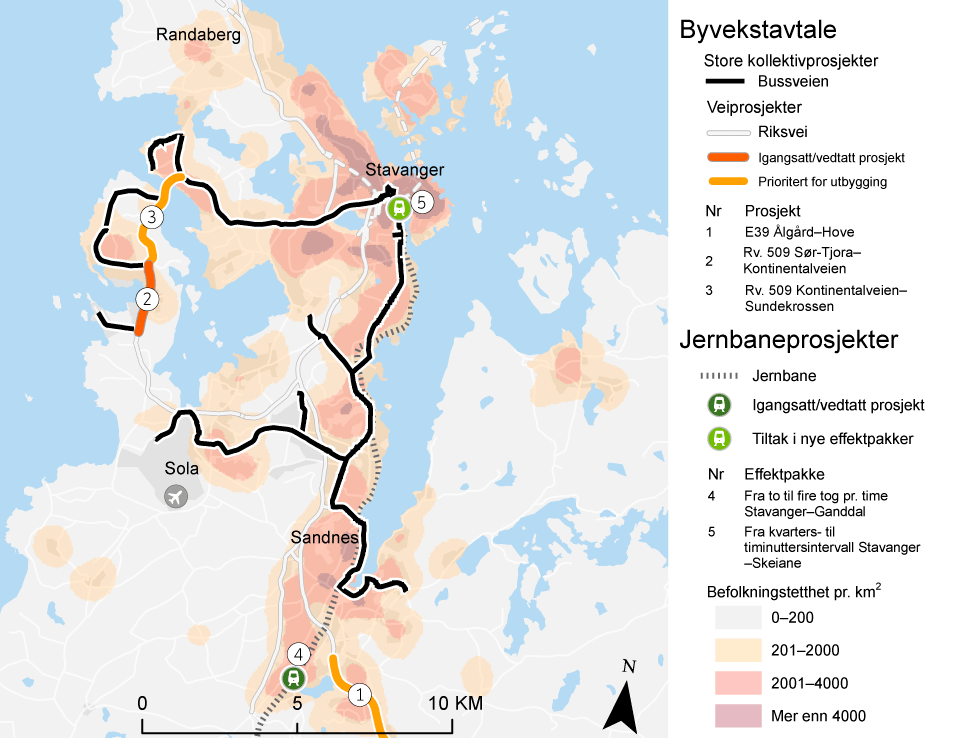 Randaberg
Stavanger
5
3
2
Sola
Sandnes
4
1
0
5
10 KM
N
Byvekstavtale
Store kollektivprosjekter
Bussveien
Veiprosjekter
Riksvei
Igangsatt/vedtatt prosjekt
Prioritert for utbygging
Nr Prosjekt
1 E39 Ålgård–Hove
2 Rv. 509 Sør-Tjora–
Kontinentalveien
3 Rv. 509 Kontinentalveien–
Sundekrossen
Jernbaneprosjekter
Jernbane
Igangsatt/vedtatt prosjekt
Tiltak i nye effektpakker
Nr Effektpakke
4 Fra to til fire tog pr. time
Stavanger–Ganddal
5 Fra kvarters- til
timinuttersintervall Stavanger
–Skeiane
Befolkningstetthet pr. km²
0–200
201–2000
2001–4000
Mer enn 4000